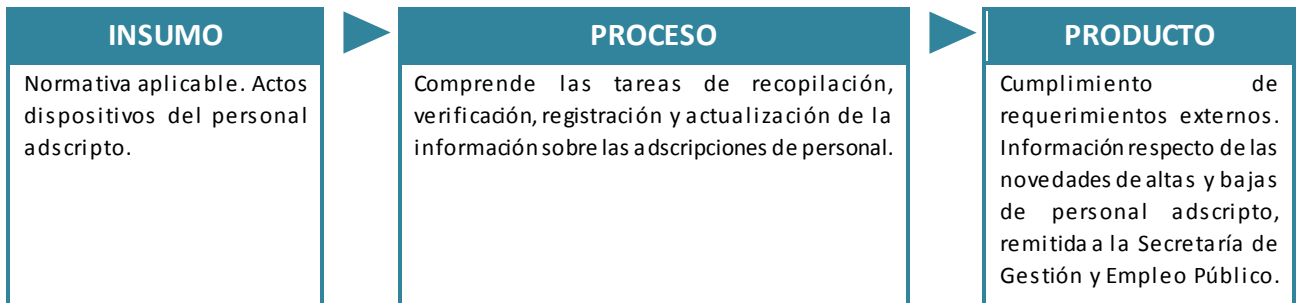 INSUMO
Normativa aplicable. Actos
dispositivos del personal
adscripto.
PROCESO
Comprende las tareas de recopilación,
verificación, registración y actualización de la
información sobre las adscripciones de personal.
PRODUCTO
Cumplimiento de
requerimientos externos.
Información respecto de las
novedades de altas y bajas
de personal adscripto,
remitida a la Secretaría de
Gestión y Empleo Público.